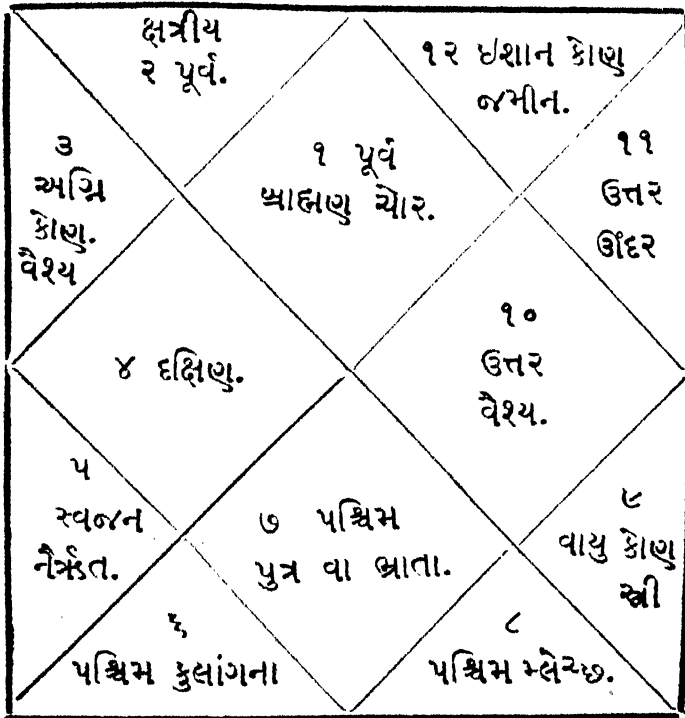 ક્ષત્રીય
૨ પૂર્વ.
૧૨ ઇશાન કોણ
જમીન.
૧ પૂર્વ
બ્રાહ્મણ ચોર.
૩
અગ્નિ
કોણ.
વૈશ્ય
૧૧
ઉત્તર
ઊંદર
૪ દક્ષિણ.
૧૦
ઉત્તર
વૈશ્ય.
૫
સ્વજન
નૈર્ઋત.
૭ પશ્ચિમ
પુત્ર વા ભ્રાતા.
૯
વાયુ કોણ
સ્ત્રી
૬
પશ્ચિમ કુલાંગના
૮
પશ્ચિમ મ્લેચ્છ.